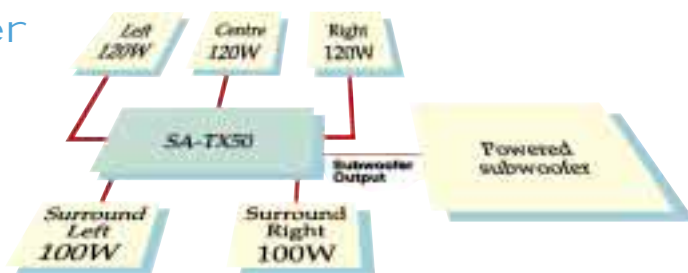 er
Left
120W
Centre
120W
Right
120W
SA-TX50
Subwoofer
Output
Powered
subwoofer
Surround
Left
100W
Surround
Right
100W